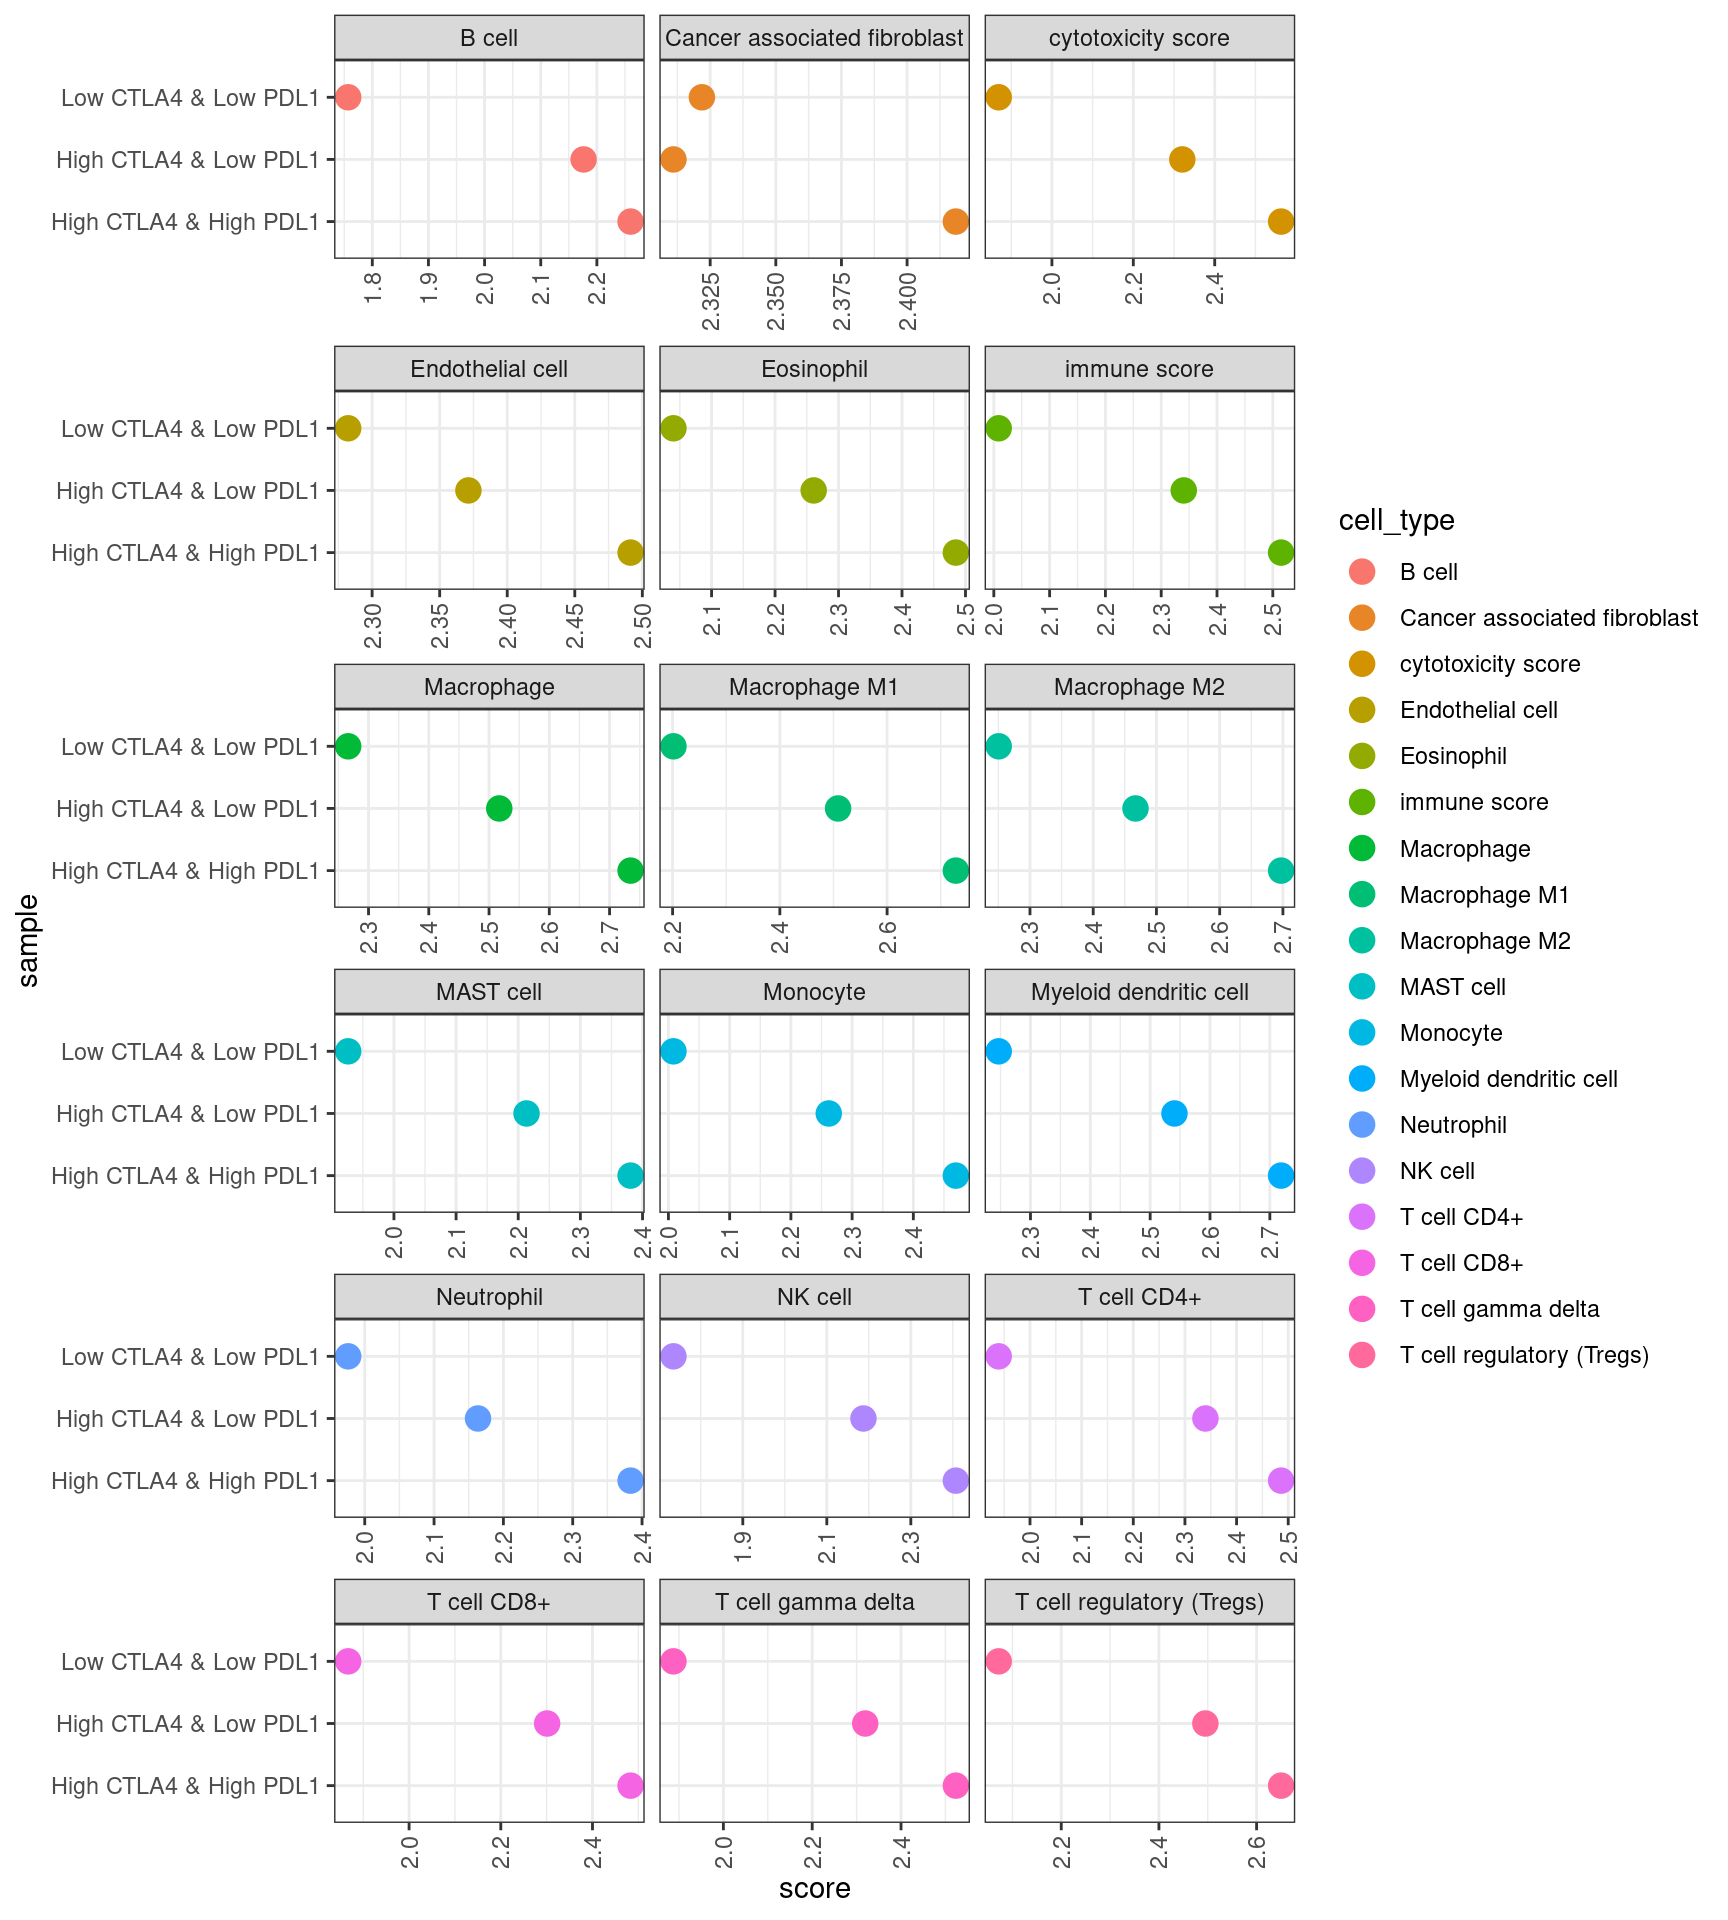 B cell
Cancer associated fibroblast
cytotoxicity score
Low CTLA4 & Low PDL1
High CTLA4 & Low PDL1
High CTLA4 & High PDL1
1.8 1.9 2.0 2.1 2.2
2.325 2.350 2.375 2.400
2.0 2.2 2.4
Endothelial cell
Eosinophil
immune score
Low CTLA4 & Low PDL1
High CTLA4 & Low PDL1
High CTLA4 & High PDL1
2.30 2.35 2.40 2.45 2.50
2.1 2.2 2.3 2.4 2.5
2.0 2.1 2.2 2.3 2.4 2.5
Macrophage
Macrophage M1
Macrophage M2
Low CTLA4 & Low PDL1
High CTLA4 & Low PDL1
High CTLA4 & High PDL1
2.3 2.4 2.5 2.6 2.7
2.2 2.4 2.6
2.3 2.4 2.5 2.6 2.7
MAST cell
Monocyte
Myeloid dendritic cell
Low CTLA4 & Low PDL1
High CTLA4 & Low PDL1
High CTLA4 & High PDL1
2.0 2.1 2.2 2.3 2.4
2.0 2.1 2.2 2.3 2.4
2.3 2.4 2.5 2.6 2.7
Neutrophil
NK cell
T cell CD4+
Low CTLA4 & Low PDL1
High CTLA4 & Low PDL1
High CTLA4 & High PDL1
2.0 2.1 2.2 2.3 2.4
1.9 2.1 2.3
2.0 2.1 2.2 2.3 2.4 2.5
T cell CD8+
T cell gamma delta
T cell regulatory (Tregs)
Low CTLA4 & Low PDL1
High CTLA4 & Low PDL1
High CTLA4 & High PDL1
2.0 2.2 2.4
2.0 2.2 2.4
2.2 2.4 2.6
score
sample
cell_type
B cell
Cancer associated fibroblast
cytotoxicity score
Endothelial cell
Eosinophil
immune score
Macrophage
Macrophage M1
Macrophage M2
MAST cell
Monocyte
Myeloid dendritic cell
Neutrophil
NK cell
T cell CD4+
T cell CD8+
T cell gamma delta
T cell regulatory (Tregs)